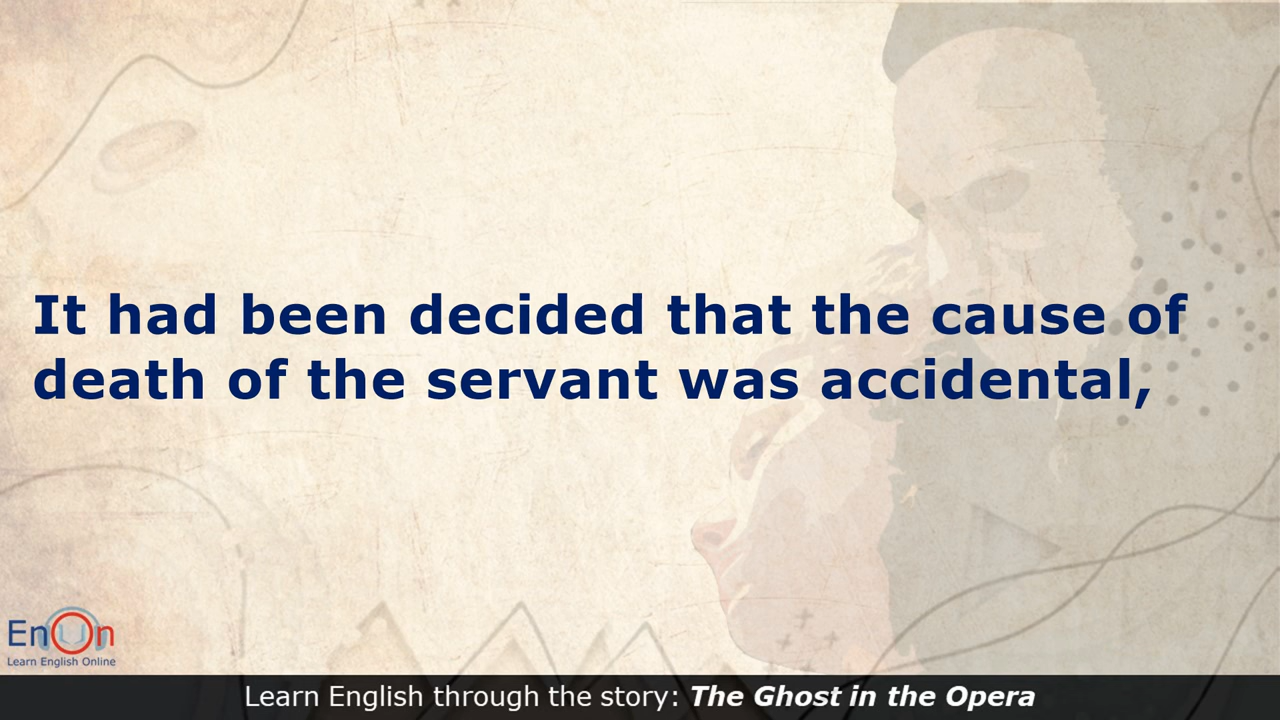 It had been decided that the cause of
death of the servant was accidental,
EnOn
Learn English Online
Learn English through the story: The Ghost in the Opera